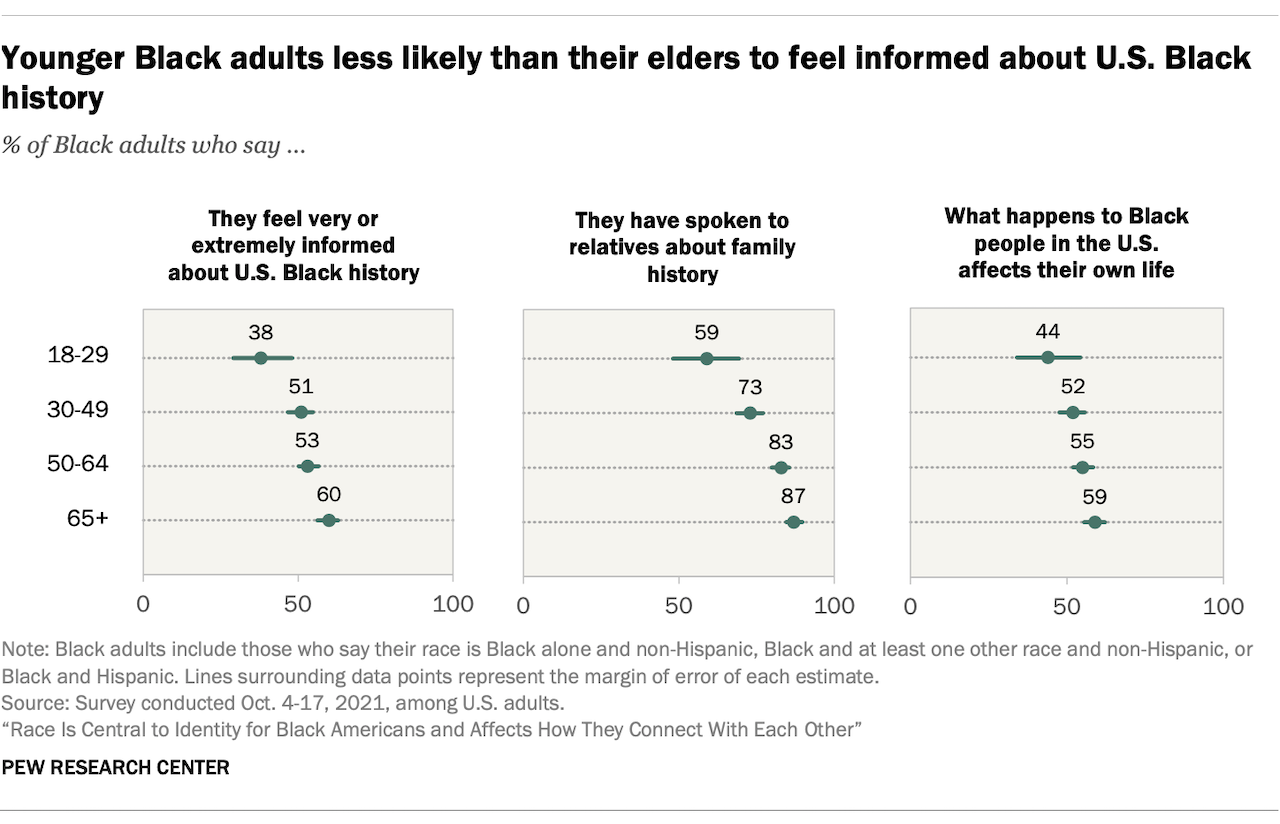 Younger Black adults less likely than their elders to feel informed about U.S. Black
history
% of Black adults who say ...
They feel very or
extremely informed
about U.S. Black history
They have spoken to
relatives about family
history
What happens to Black
people in the U.S.
affects their own life
38
59
44
18-29
51
73
52
30-49
53
83
55
50-64
60
87
59
65+
0 50 100
0 50 100
0 50 100
Note: Black adults include those who say their race is Black alone and non-Hispanic, Black and at least one other race and non-Hispanic, or
Black and Hispanic. Lines surrounding data points represent the margin of error of each estimate.
Source: Survey conducted Oct. 4-17, 2021, among U.S. adults.
“Race Is Central to Identity for Black Americans and Affects How They Connect With Each Other”
PEW RESEARCH CENTER